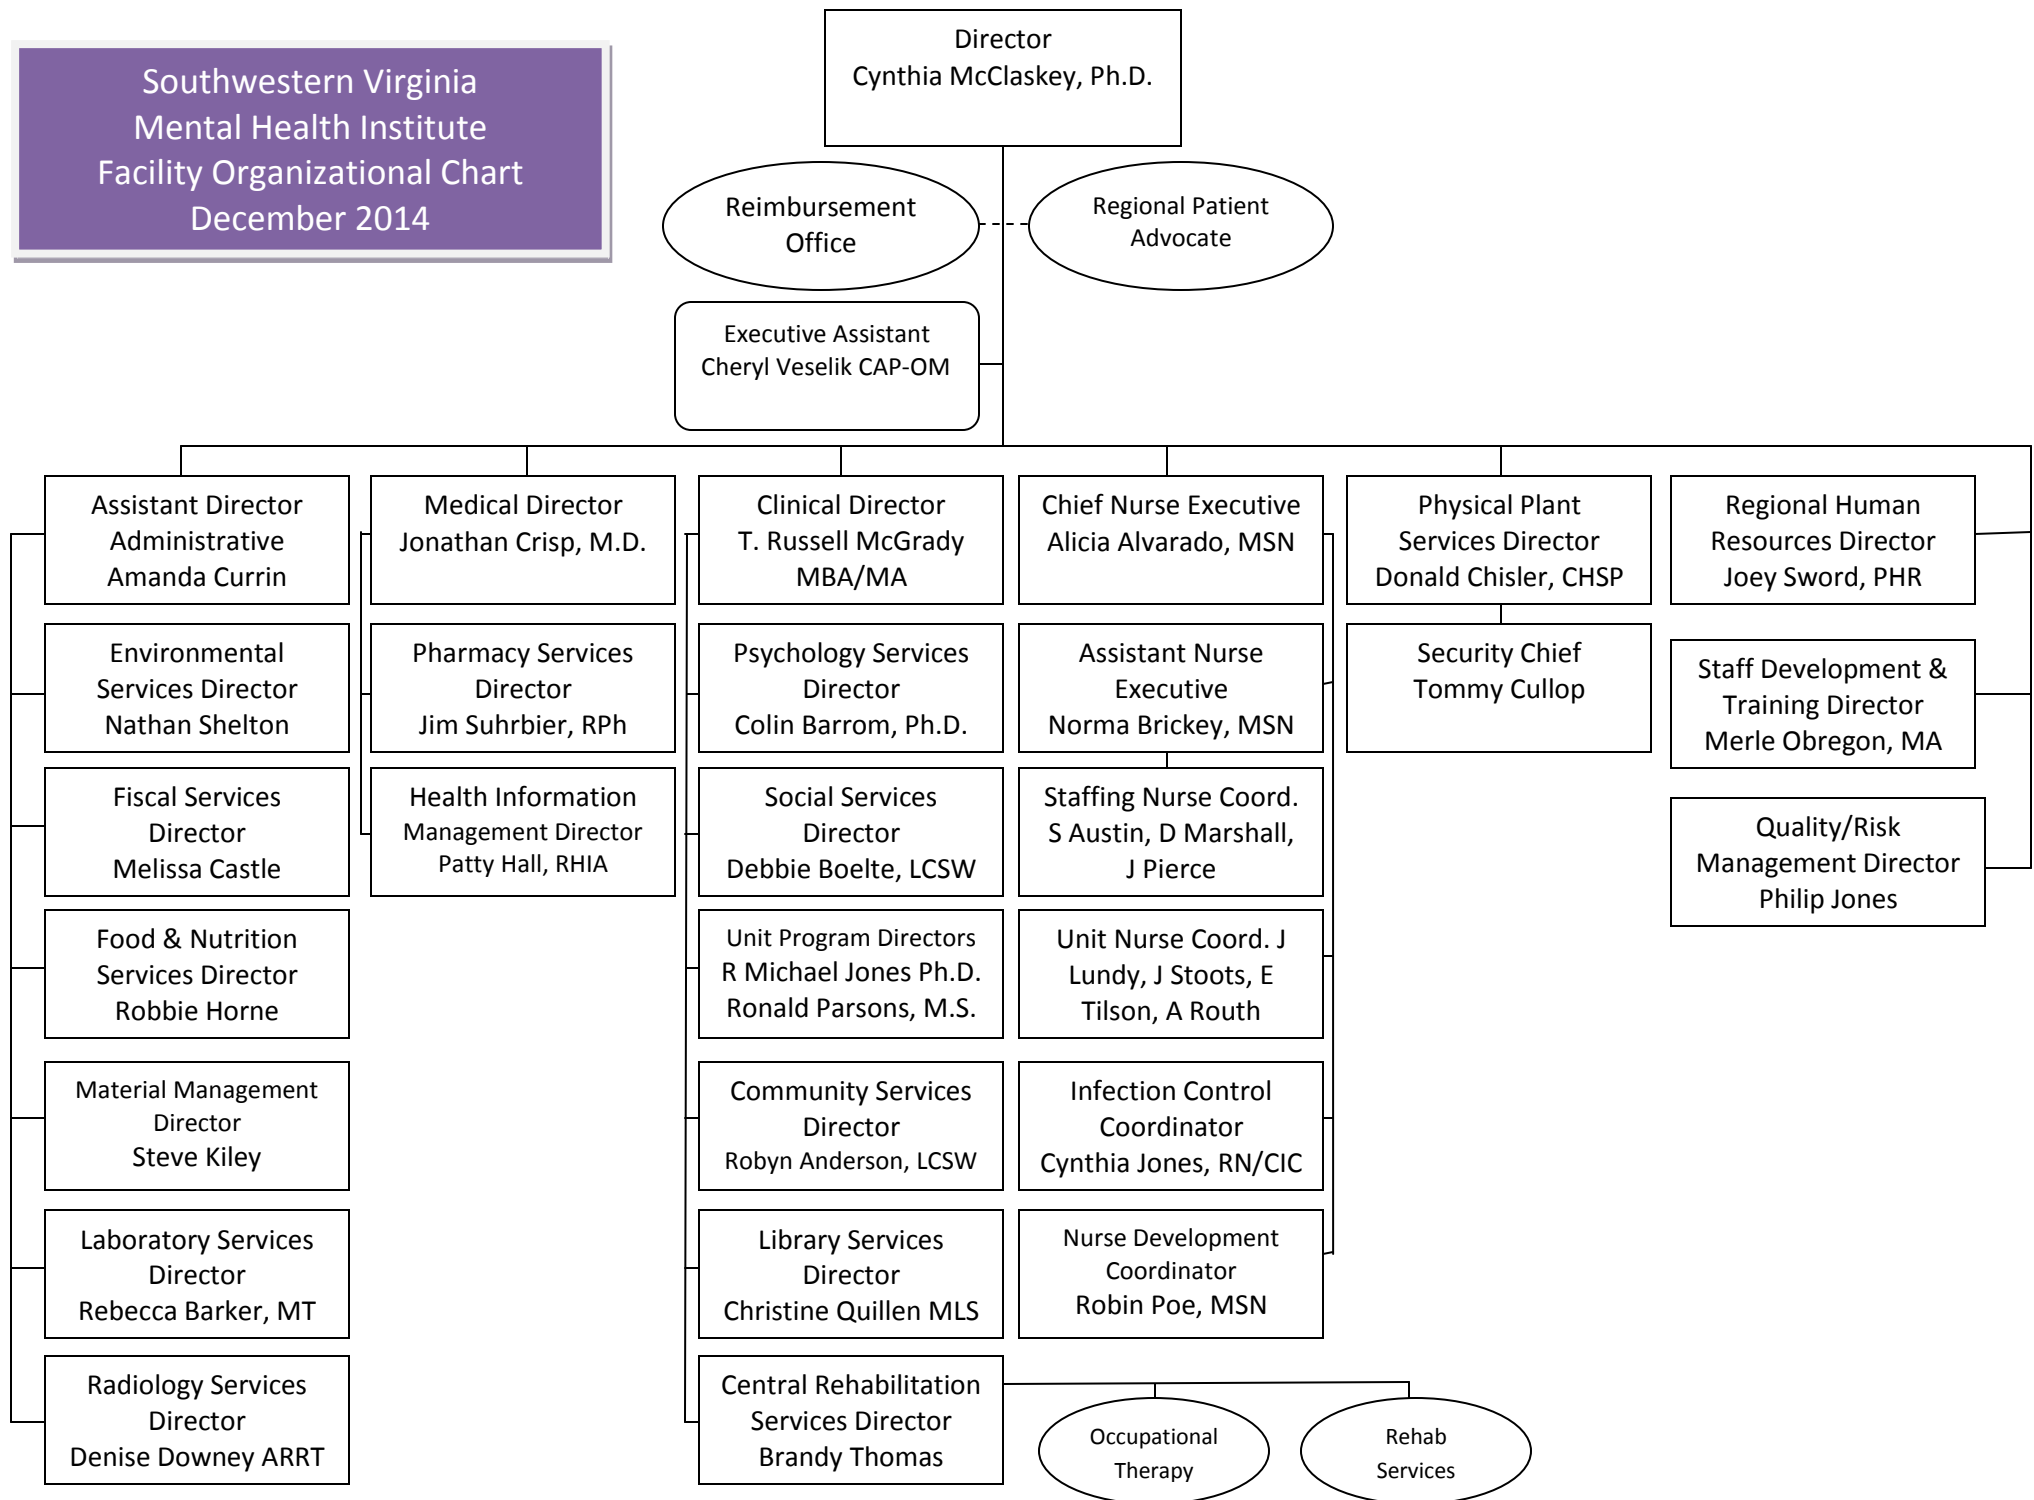 Southwestern Virginia
Mental Health Institute
Facility Organizational Chart
December 2014
Director
Cynthia McClaskey, Ph.D.
Reimbursement
Office
Regional Patient
Advocate
Executive Assistant
Cheryl Veselik CAP-OM
Assistant Director
Administrative
Amanda Currin
Environmental
Services Director
Nathan Shelton
Fiscal Services
Director
Melissa Castle
Food & Nutrition
Services Director
Robbie Horne
Material Management
Director
Steve Kiley
Laboratory Services
Director
Rebecca Barker, MT
Radiology Services
Director
Denise Downey ARRT
Medical Director
Jonathan Crisp, M.D.
Pharmacy Services
Director
Jim Suhrbier, RPh
Health Information
Management Director
Patty Hall, RHIA
Clinical Director
T. Russell McGrady
MBA/MA
Psychology Services
Director
Colin Barrom, Ph.D.
Social Services
Director
Debbie Boelte, LCSW
Unit Program Directors
R Michael Jones Ph.D.
Ronald Parsons, M.S.
Community Services
Director
Robyn Anderson, LCSW
Library Services
Director
Christine Quillen MLS
Central Rehabilitation
Services Director
Brandy Thomas
Occupational
Therapy
Rehab
Services
Chief Nurse Executive
Alicia Alvarado, MSN
Assistant Nurse
Executive
Norma Brickey, MSN
Staffing Nurse Coord.
S Austin, D Marshall,
J Pierce
Unit Nurse Coord. J
Lundy, J Stoots, E
Tilson, A Routh
Infection Control
Coordinator
Cynthia Jones, RN/CIC
Nurse Development
Coordinator
Robin Poe, MSN
Physical Plant
Services Director
Donald Chisler, CHSP
Security Chief
Tommy Cullop
Regional Human
Resources Director
Joey Sword, PHR
Staff Development &
Training Director
Merle Obregon, MA
Quality/Risk
Management Director
Philip Jones